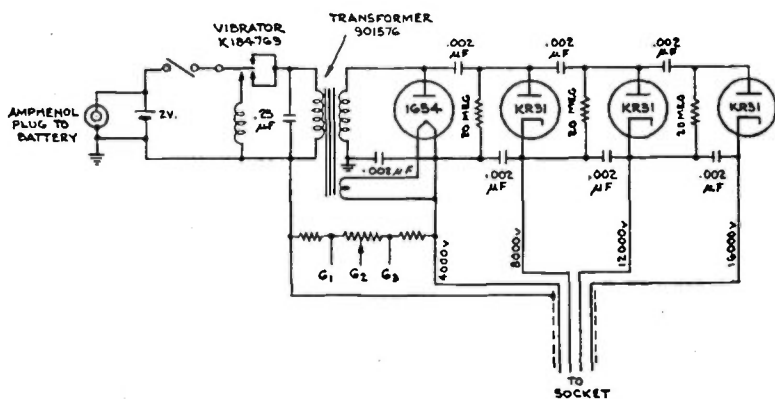 TRANSFORMER
901576
VIBRATOR
K184769
.002
μF
.002
μF
.002
μF
AMPHENOL
PLUG TO
BATTERY
2V.
.25
μF
1654
20 MEG
KR31
20 MEG
KR31
20 MEG
KR31
.002 μF
.002
μF
.002
μF
.002
μF
G1
G2
G3
4000V
8000V
12000V
16000V
TO
SOCKET